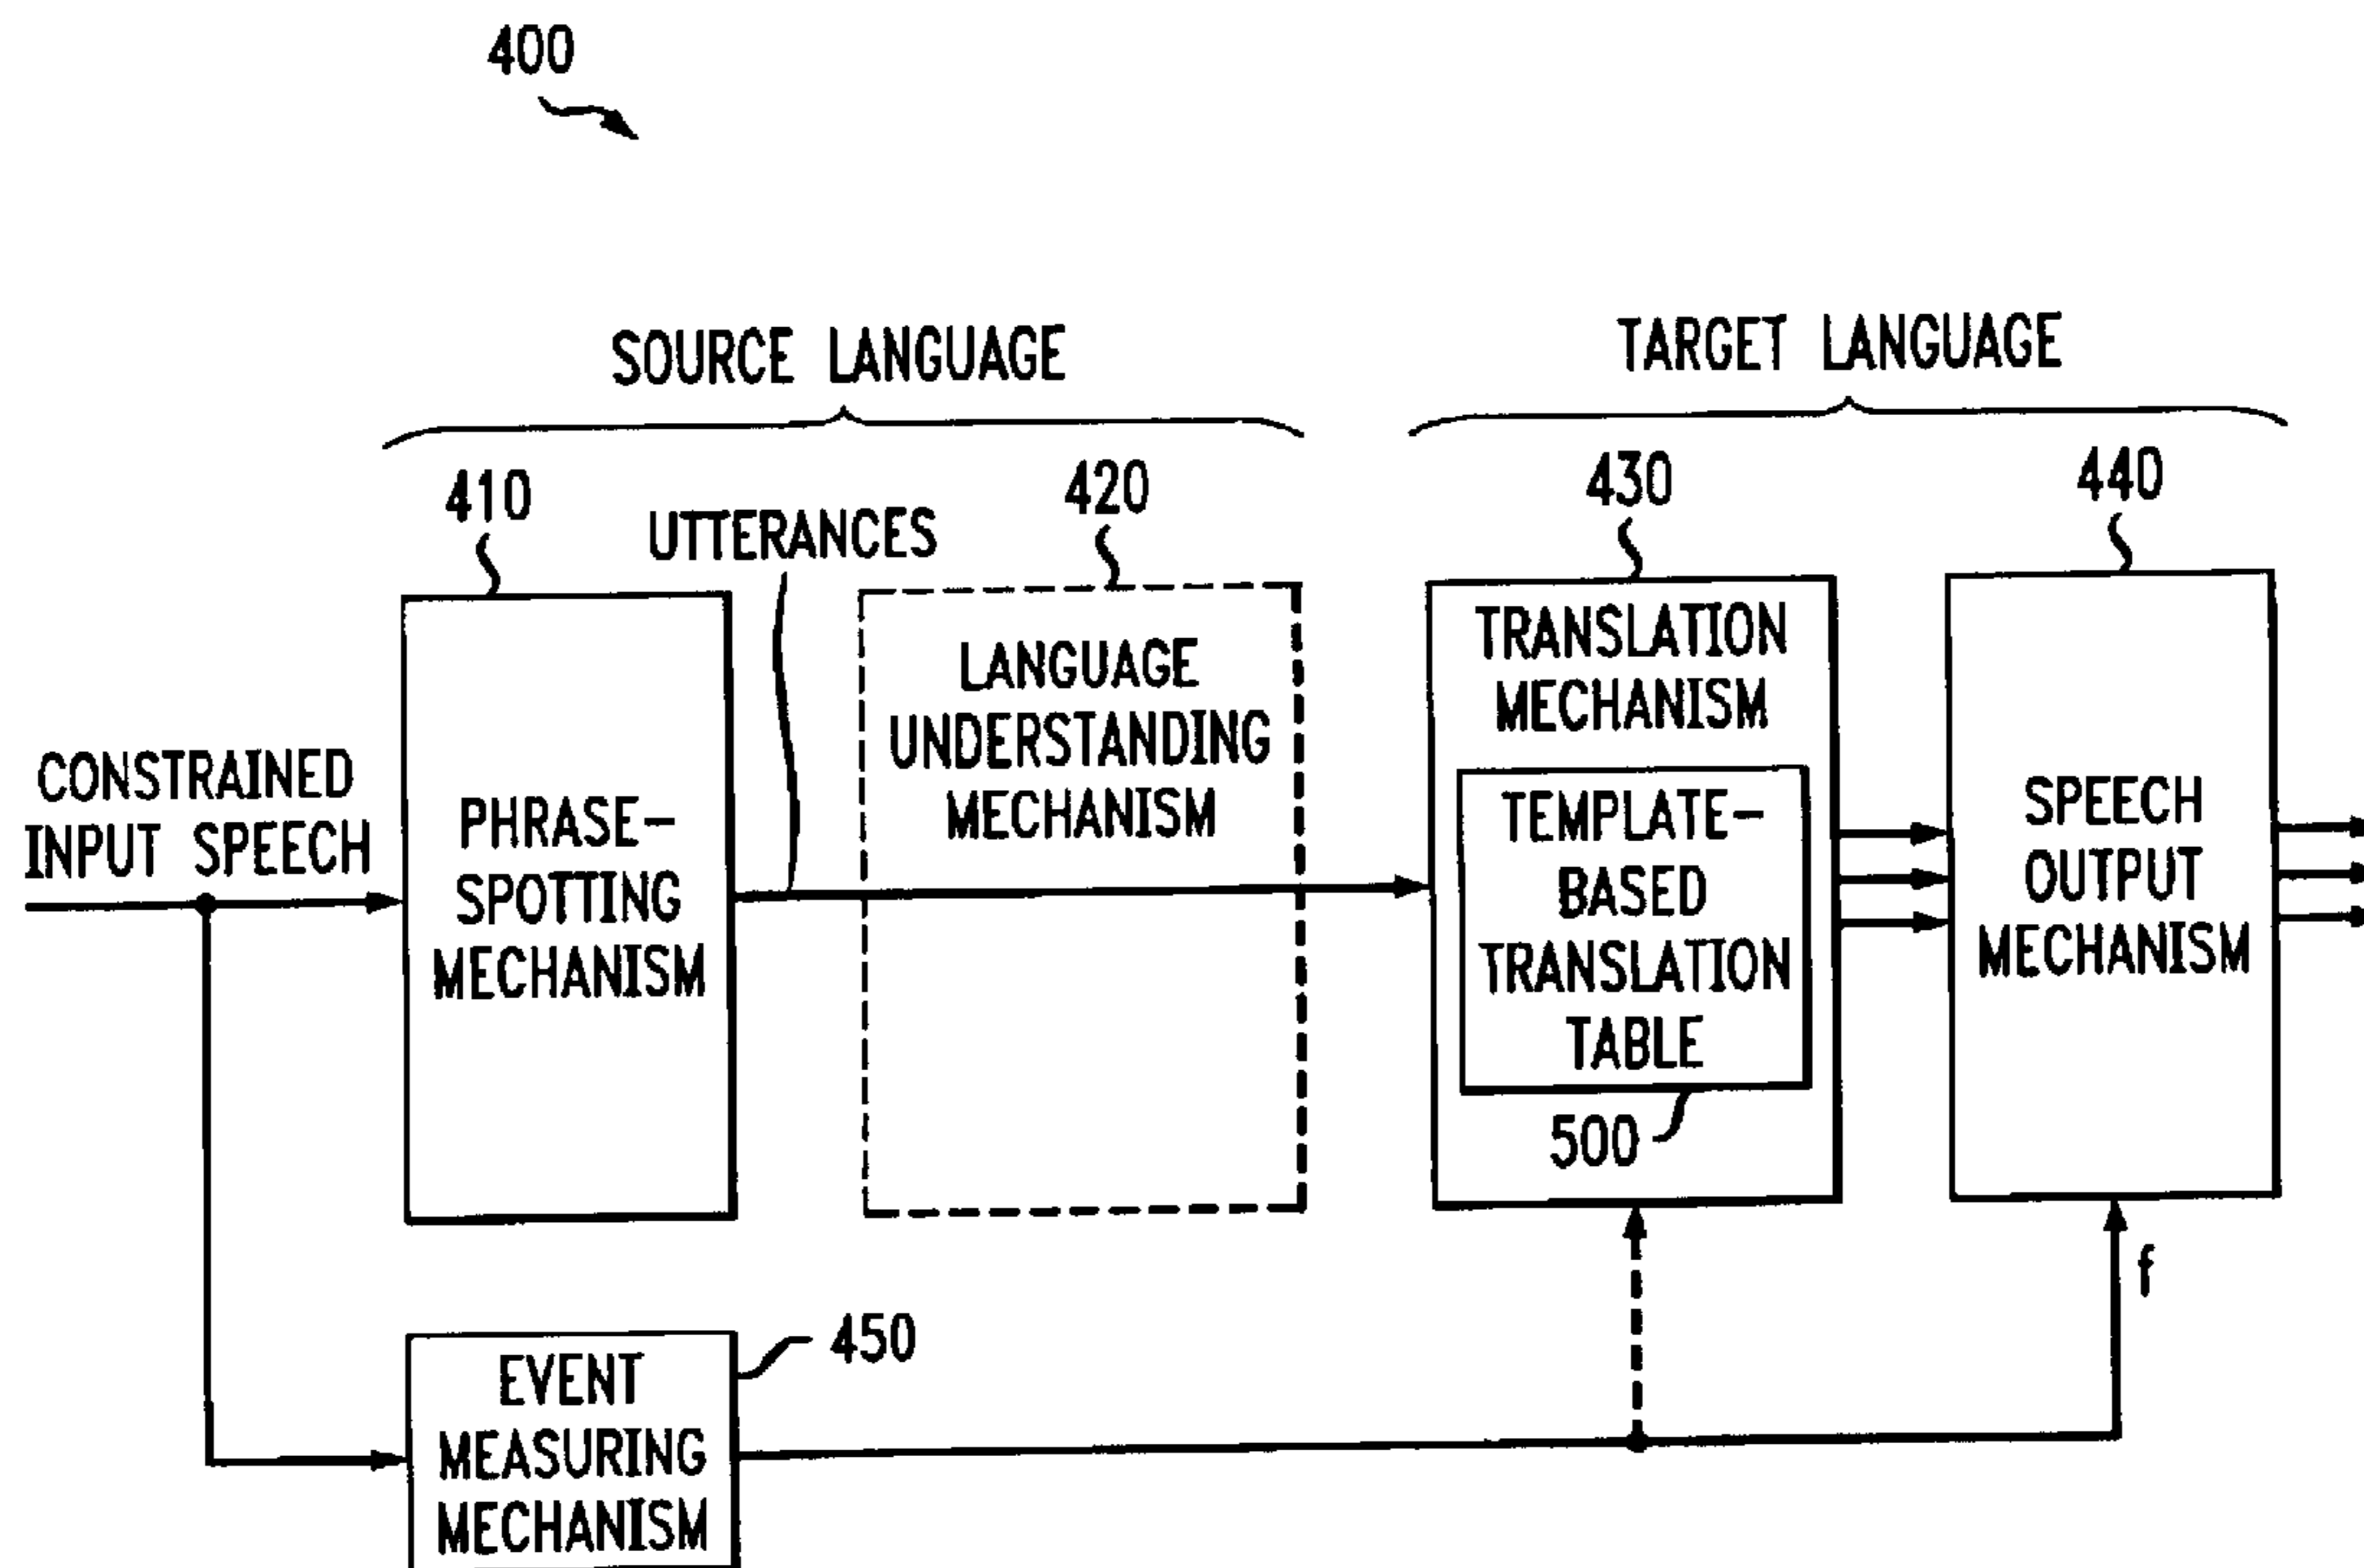 400
SOURCE LANGUAGE
TARGET LANGUAGE
410
UTTERANCES
420
430
440
CONSTRAINED
INPUT SPEECH
PHRASE-
SPOTTING
MECHANISM
LANGUAGE
UNDERSTANDING
MECHANISM
TRANSLATION
MECHANISM
TEMPLATE-
BASED
TRANSLATION
TABLE
500
SPEECH
OUTPUT
MECHANISM
f
EVENT
MEASURING
MECHANISM
450